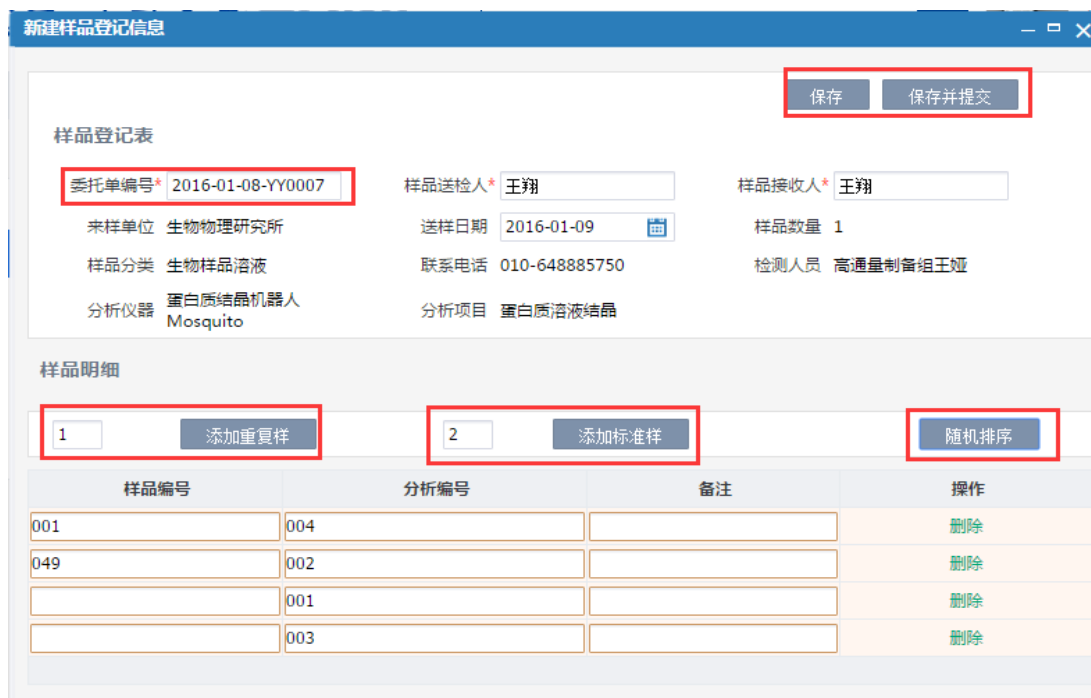 新建样品登记信息
保存 保存并提交
样品登记表
委托单编号* 2016-01-08-YY0007 样品送检人* 王翔 样品接收人* 王翔
来样单位 生物物理研究所 送样日期 2016-01-09 样品数量 1
样品分类 生物样品溶液 联系电话 010-648885750 检测人员 高通量制备组王娅
分析仪器 蛋白质结晶机器人 分析项目 蛋白质溶液结晶
Mosquito
样品明细
1 添加重复样 2 添加标准样 随机排序
样品编号 分析编号 备注 操作
001 004 删除
049 002 删除
001 删除
003 删除